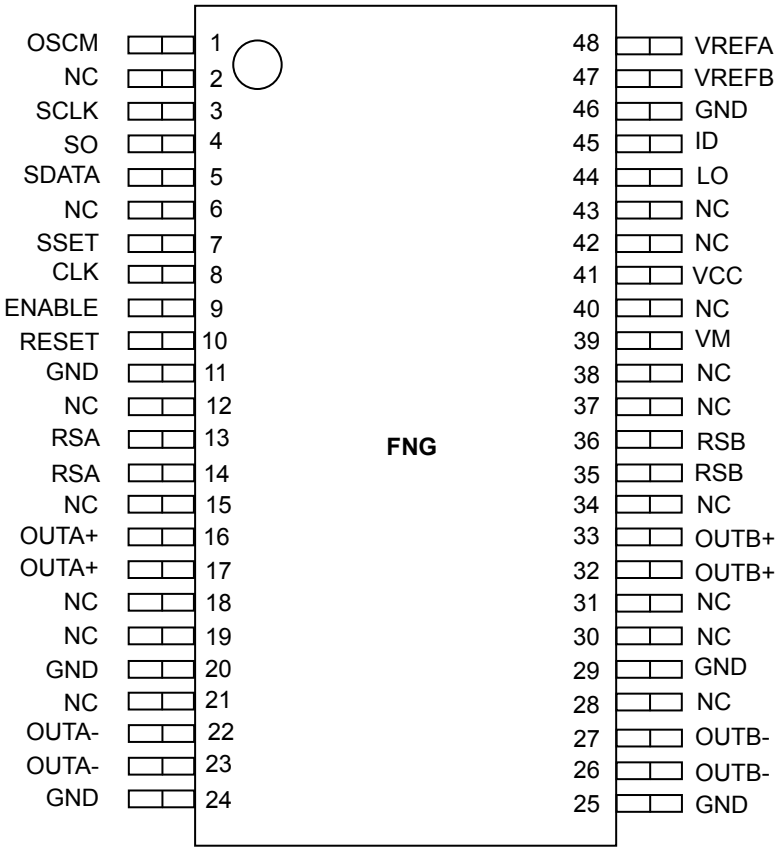 OSCM 1 48 VREFA
NC 2 47 VREFB
SCLK 3 46 GND
SO 4 45 ID
SDATA 5 44 LO
NC 6 43 NC
SSET 7 42 NC
CLK 8 41 VCC
ENABLE 9 40 NC
RESET 10 39 VM
GND 11 38 NC
NC 12 37 NC
RSA 13 36 RSB
FNG
RSA 14 35 RSB
NC 15 34 NC
OUTA+ 16 33 OUTB+
OUTA+ 17 32 OUTB+
NC 18 31 NC
NC 19 30 NC
GND 20 29 GND
NC 21 28 NC
OUTA- 22 27 OUTB-
OUTA- 23 26 OUTB-
GND 24 25 GND